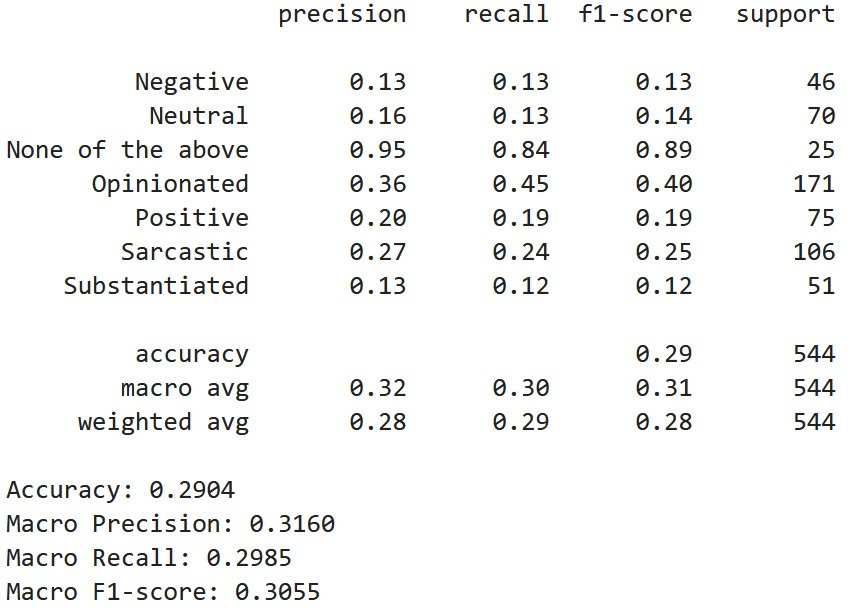 precision recall f1-score support
Negative 0.13 0.13 0.13 46
Neutral 0.16 0.13 0.14 70
None of the above 0.95 0.84 0.89 25
Opinionated 0.36 0.45 0.40 171
Positive 0.20 0.19 0.19 75
Sarcastic 0.27 0.24 0.25 106
Substantiated 0.13 0.12 0.12 51
accuracy 0.29 544
macro avg 0.32 0.30 0.31 544
weighted avg 0.28 0.29 0.28 544
Accuracy: 0.2904
Macro Precision: 0.3160
Macro Recall: 0.2985
Macro F1-score: 0.3055